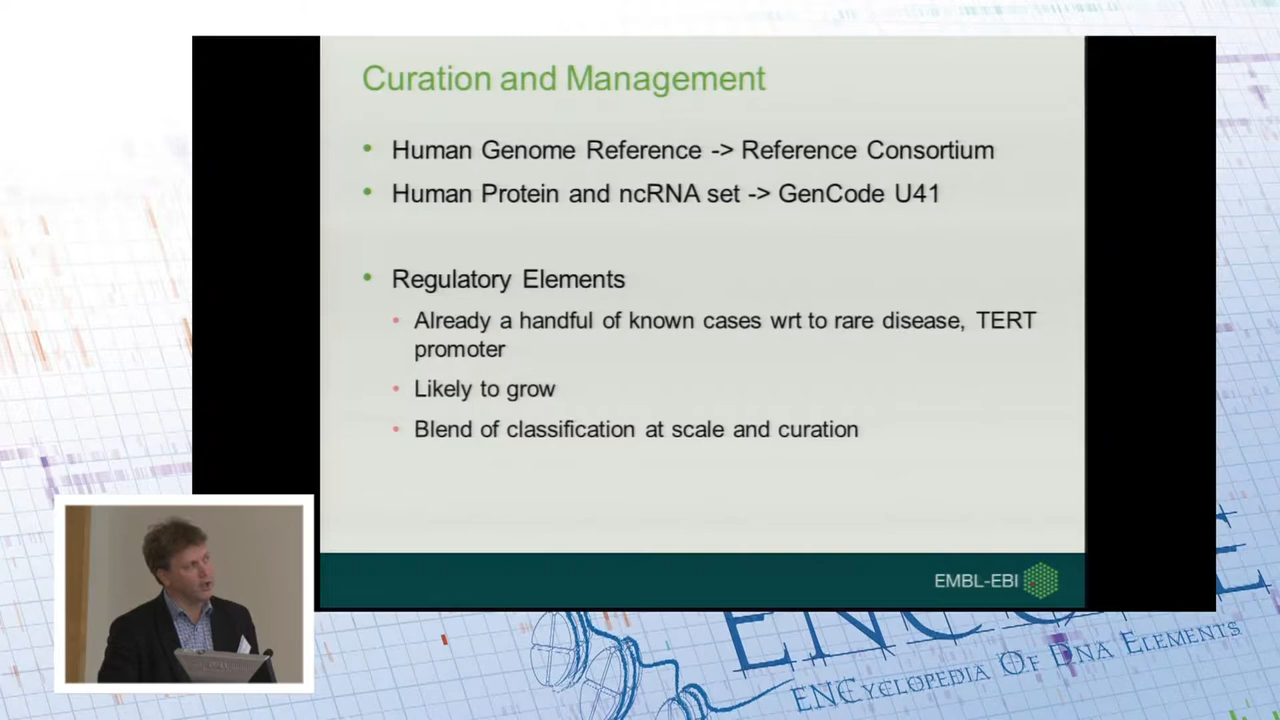 Curation and Management
Human Genome Reference -> Reference Consortium
Human Protein and ncRNA set -> GenCode U41
Regulatory Elements
Already a handful of known cases wrt to rare disease, TERT
promoter
Likely to grow
Blend of classification at scale and curation
EMBL-EBI
ENCODE
ENCYCLOPEDIA OF DNA ELEMENTS